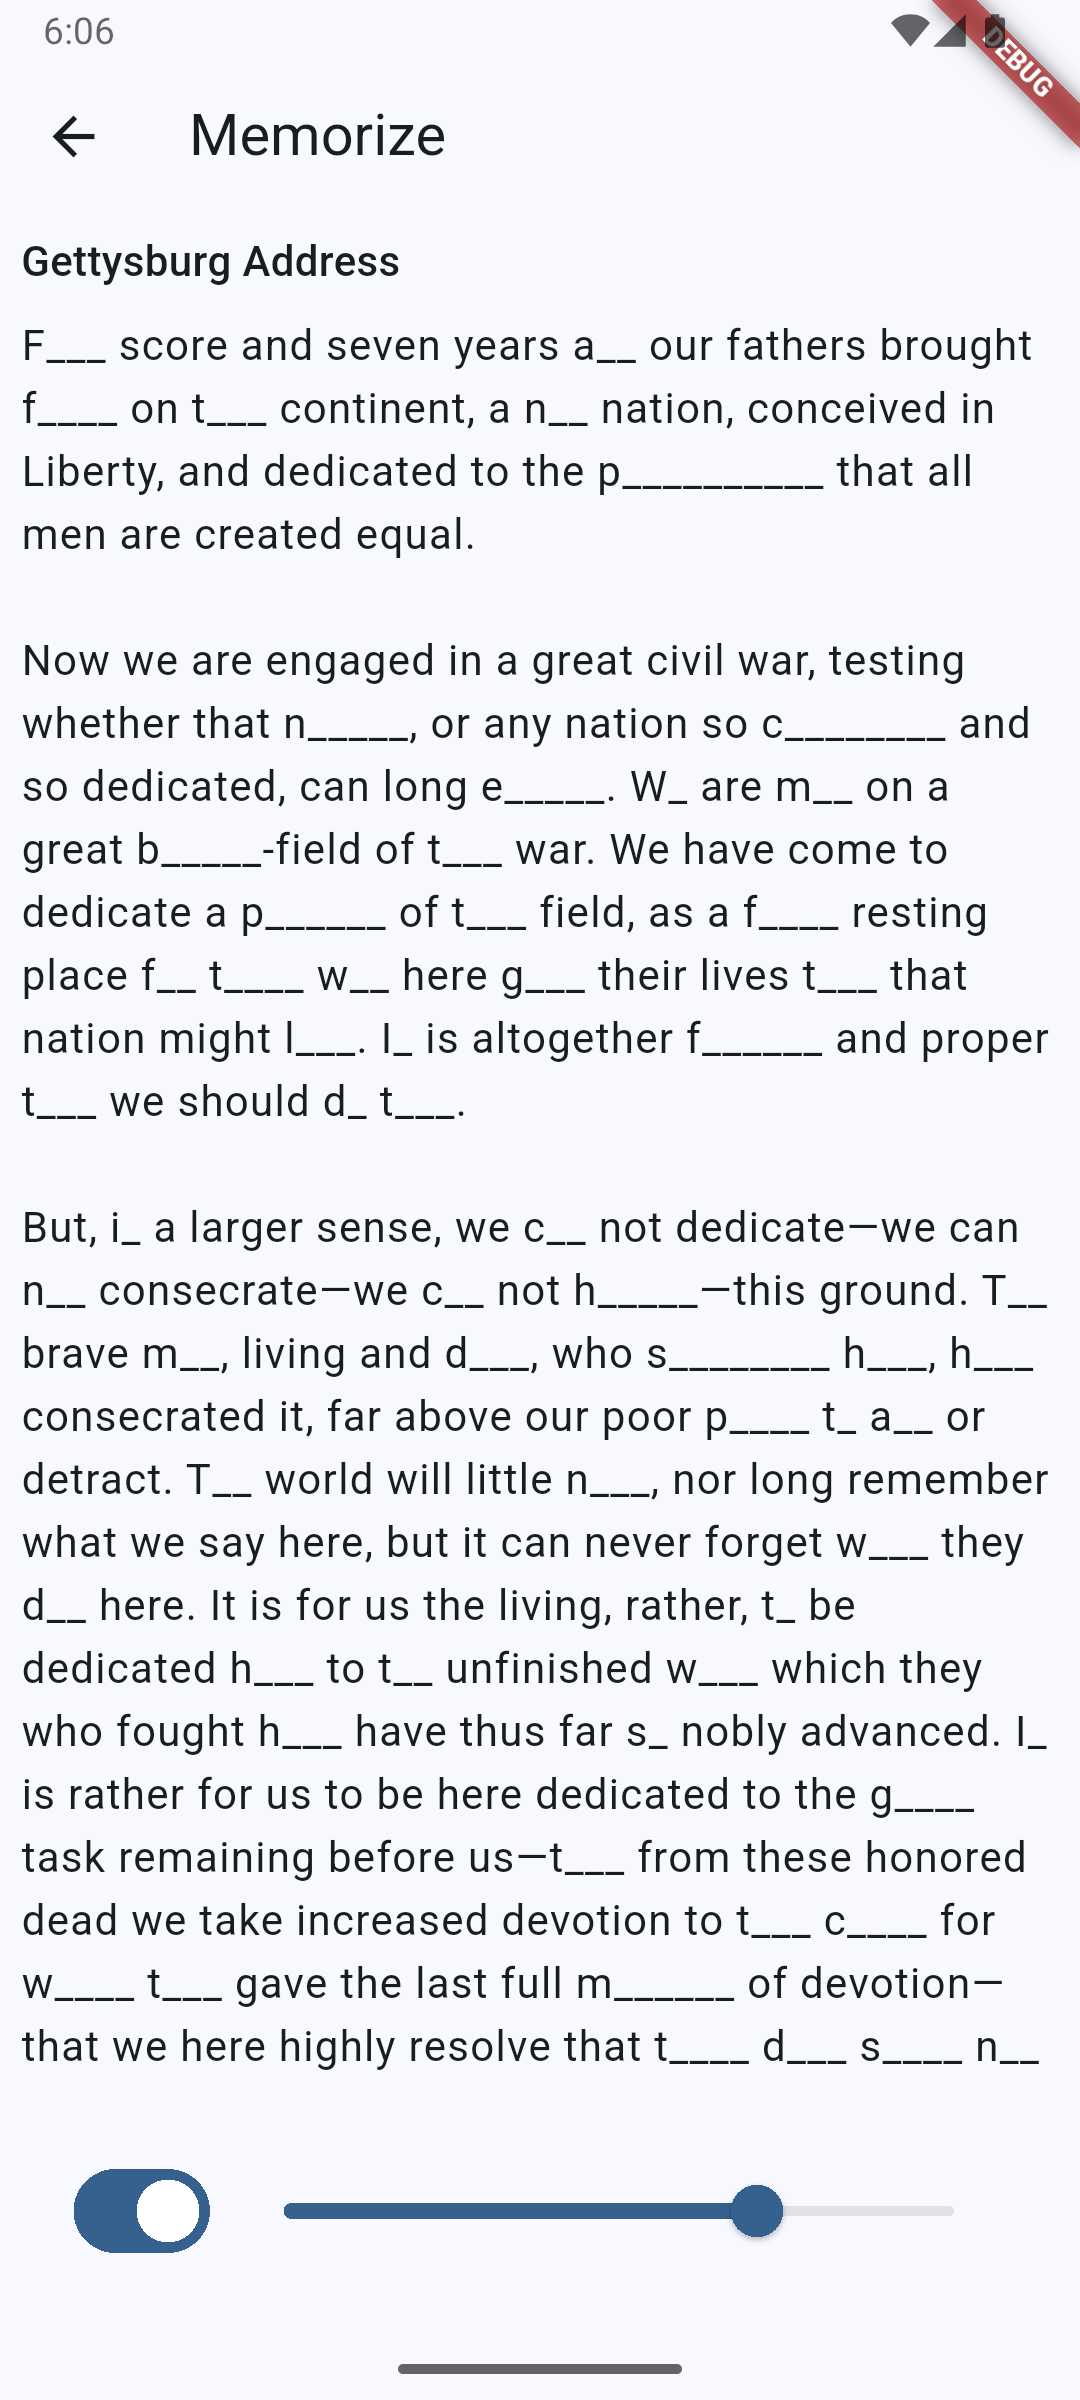 6:06
DEBUG
Memorize
Gettysburg Address
F___ score and seven years a__ our fathers brought
f____ on t___ continent, a n__ nation, conceived in
Liberty, and dedicated to the p__________ that all
men are created equal.
Now we are engaged in a great civil war, testing
whether that n_____, or any nation so c________ and
so dedicated, can long e_____. W_ are m__ on a
great b_____-field of t___ war. We have come to
dedicate a p______ of t___ field, as a f____ resting
place f__ t____ w__ here g___ their lives t___ that
nation might l___. I_ is altogether f______ and proper
t___ we should d_ t___.
But, i_ a larger sense, we c__ not dedicate—we can
n__ consecrate—we c__ not h_____—this ground. T__
brave m__, living and d___, who s________ h___, h___
consecrated it, far above our poor p____ t_ a__ or
detract. T__ world will little n___, nor long remember
what we say here, but it can never forget w___ they
d__ here. It is for us the living, rather, t_ be
dedicated h___ to t__ unfinished w___ which they
who fought h___ have thus far s_ nobly advanced. I_
is rather for us to be here dedicated to the g____
task remaining before us—t___ from these honored
dead we take increased devotion to t___ c____ for
w____ t___ gave the last full m______ of devotion—
that we here highly resolve that t____ d___ s____ n__